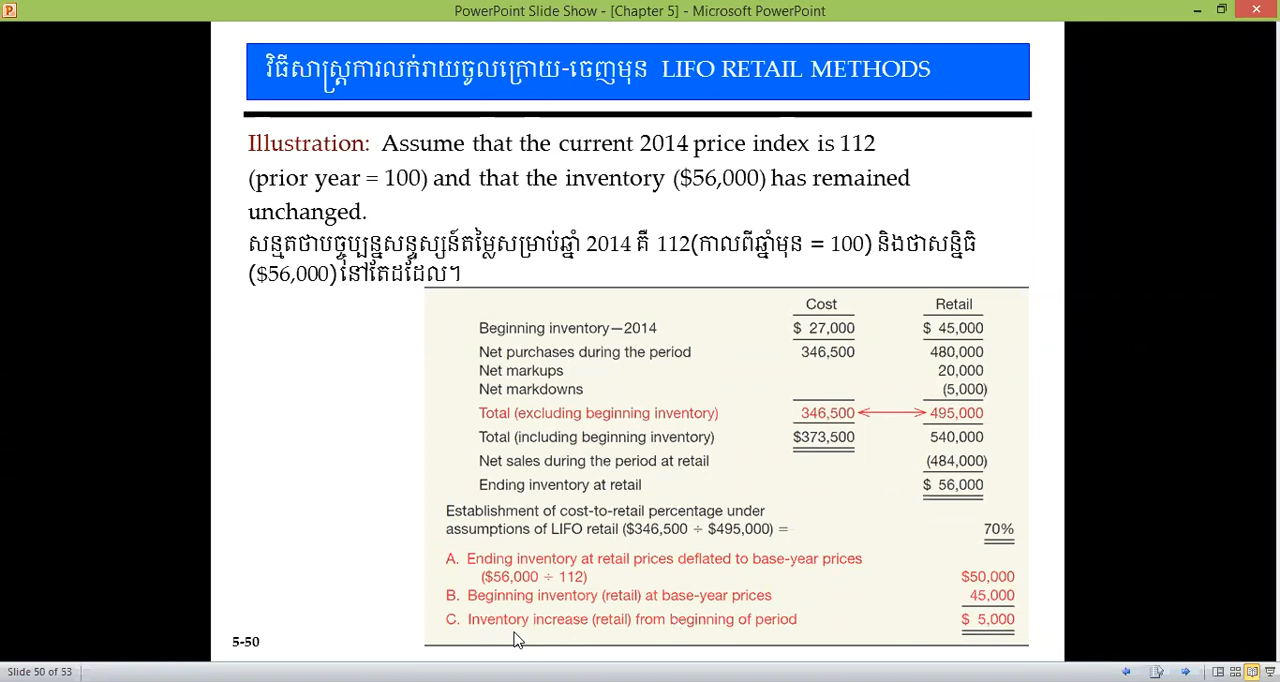 PowerPoint Slide Show - [Chapter 5] - Microsoft PowerPoint
វិធីសាស្ត្រការលក់រាយចូលក្រោយ-ចេញមុន LIFO RETAIL METHODS
Illustration: Assume that the current 2014 price index is 112
(prior year = 100) and that the inventory ($56,000) has remained
unchanged.
សន្មតថាបច្ចុប្បន្នសន្ទស្សន៍តម្លៃសម្រាប់ឆ្នាំ 2014 គឺ 112(កាលពីឆ្នាំមុន = 100) និងថាសន្និធិ
($56,000) នៅតែដដែល។
Cost Retail
Beginning inventory—2014 $ 27,000 $ 45,000
Net purchases during the period 346,500 480,000
Net markups 20,000
Net markdowns (5,000)
Total (excluding beginning inventory) 346,500 495,000
Total (including beginning inventory) $373,500 540,000
Net sales during the period at retail (484,000)
Ending inventory at retail $ 56,000
Establishment of cost-to-retail percentage under
assumptions of LIFO retail ($346,500 ÷ $495,000) = 70%
A. Ending inventory at retail prices deflated to base-year prices
($56,000 ÷ 112) $50,000
B. Beginning inventory (retail) at base-year prices 45,000
C. Inventory increase (retail) from beginning of period $ 5,000
5-50
Slide 50 of 53